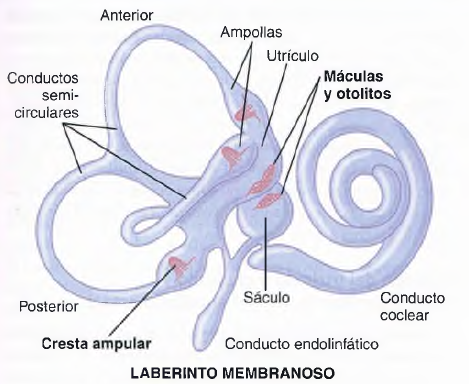 Anterior
Ampollas
Utrículo
Conductos
semi-
circulares
Máculas
y otolitos
Posterior
Sáculo
Conducto
coclear
Cresta ampular
Conducto endolinfático
LABERINTO MEMBRANOSO